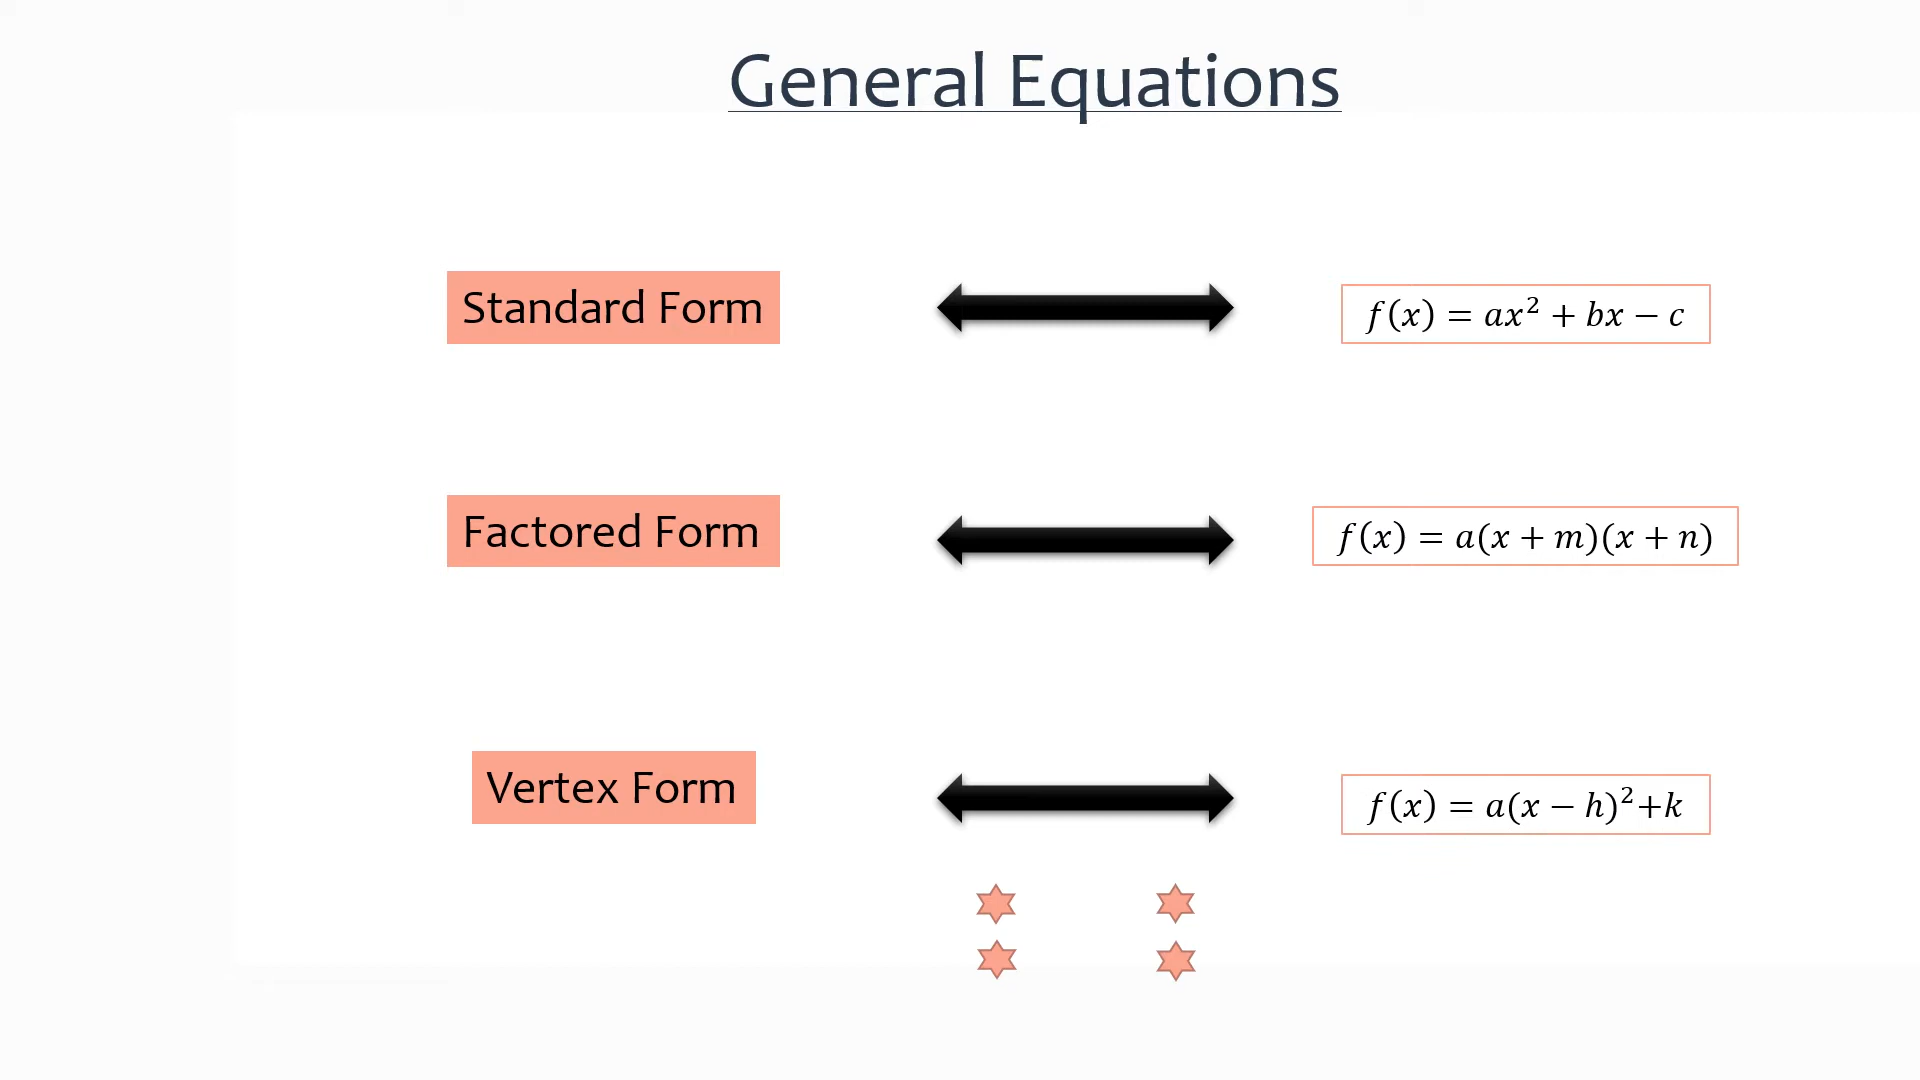 General Equations
Standard Form
f(x) = ax² + bx − c
Factored Form
f(x) = a(x + m)(x + n)
Vertex Form
f(x) = a(x − h)²+k